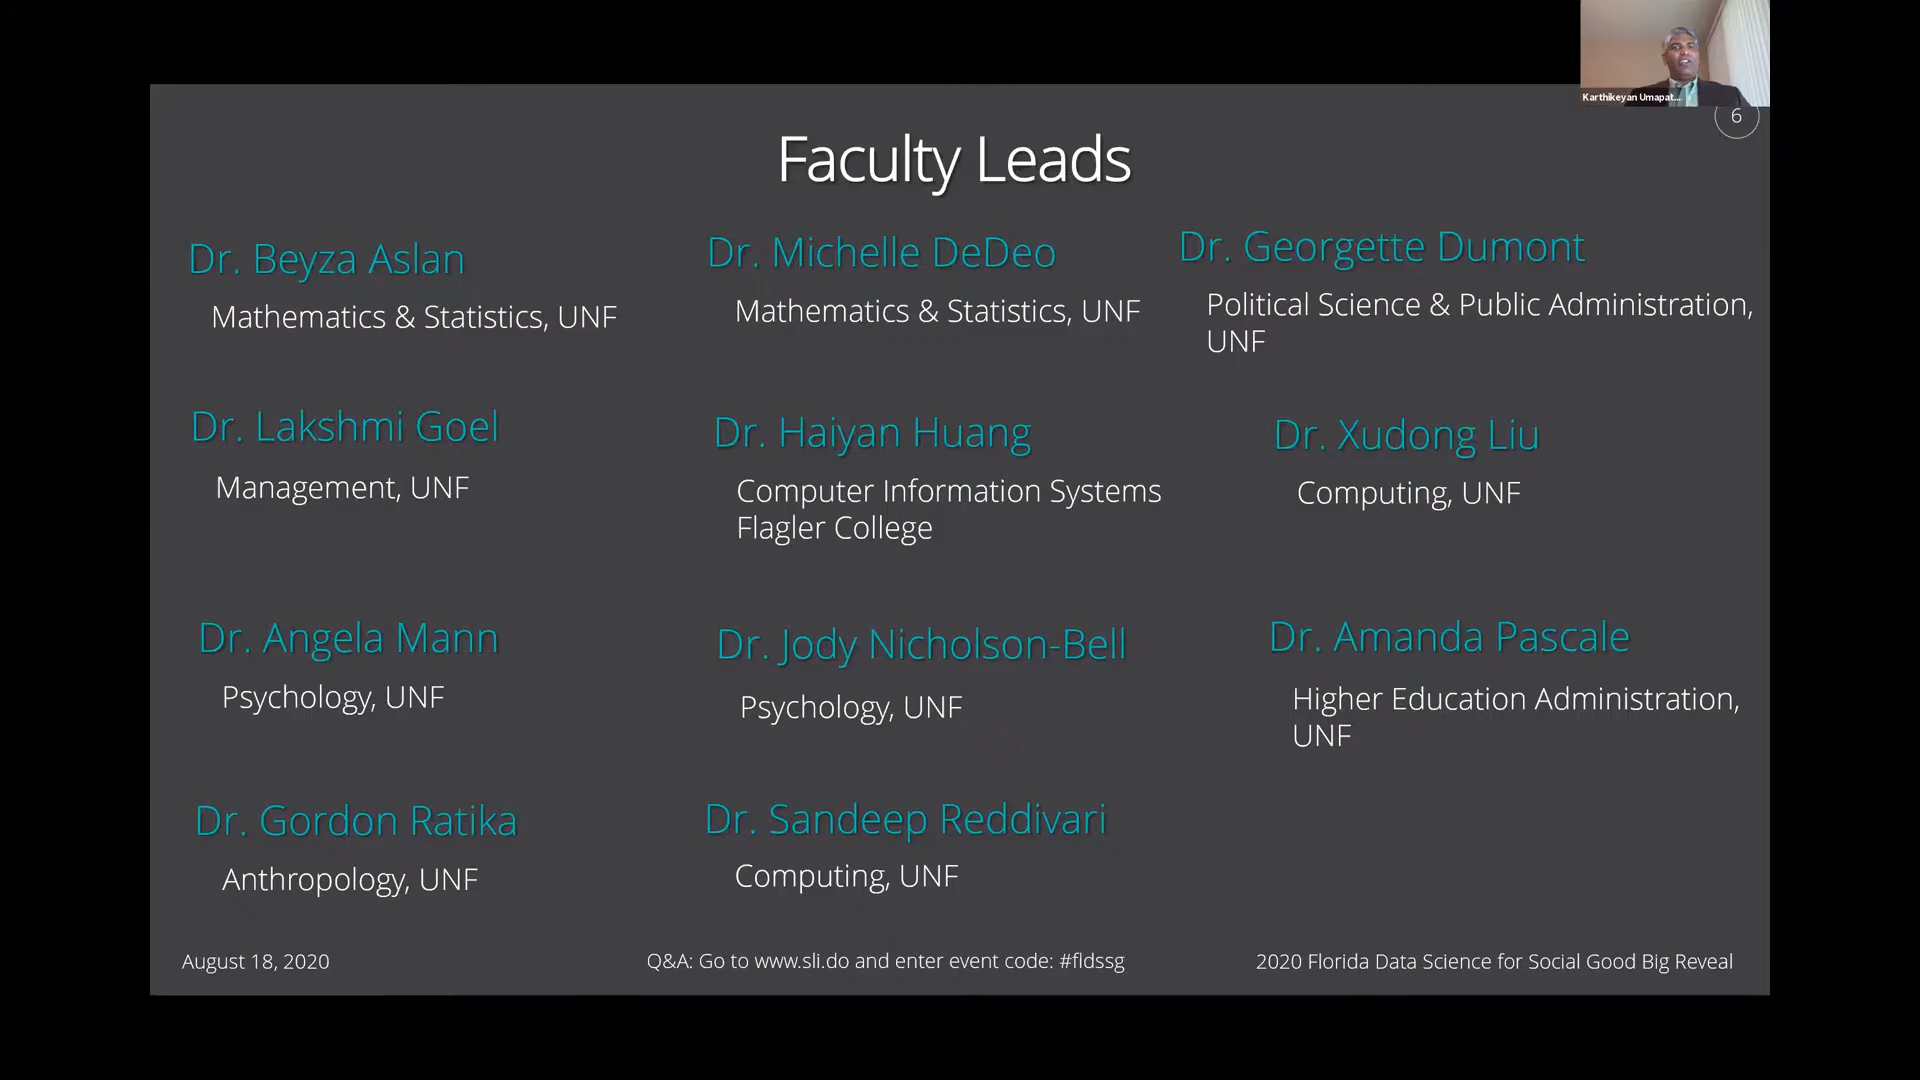 Karthikeyan Umapat...
6
Faculty Leads
Dr. Beyza Aslan
Mathematics & Statistics, UNF
Dr. Michelle DeDeo
Mathematics & Statistics, UNF
Dr. Georgette Dumont
Political Science & Public Administration,
UNF
Dr. Lakshmi Goel
Management, UNF
Dr. Haiyan Huang
Computer Information Systems
Flagler College
Dr. Xudong Liu
Computing, UNF
Dr. Angela Mann
Psychology, UNF
Dr. Jody Nicholson-Bell
Psychology, UNF
Dr. Amanda Pascale
Higher Education Administration,
UNF
Dr. Gordon Ratika
Anthropology, UNF
Dr. Sandeep Reddivari
Computing, UNF
August 18, 2020
Q&A: Go to www.sli.do and enter event code: #fldssg
2020 Florida Data Science for Social Good Big Reveal